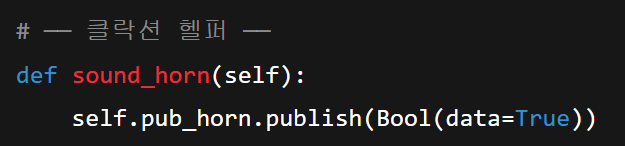 # ── 클락션 헬퍼 ──
def sound_horn(self):
    self.pub_horn.publish(Bool(data=True))